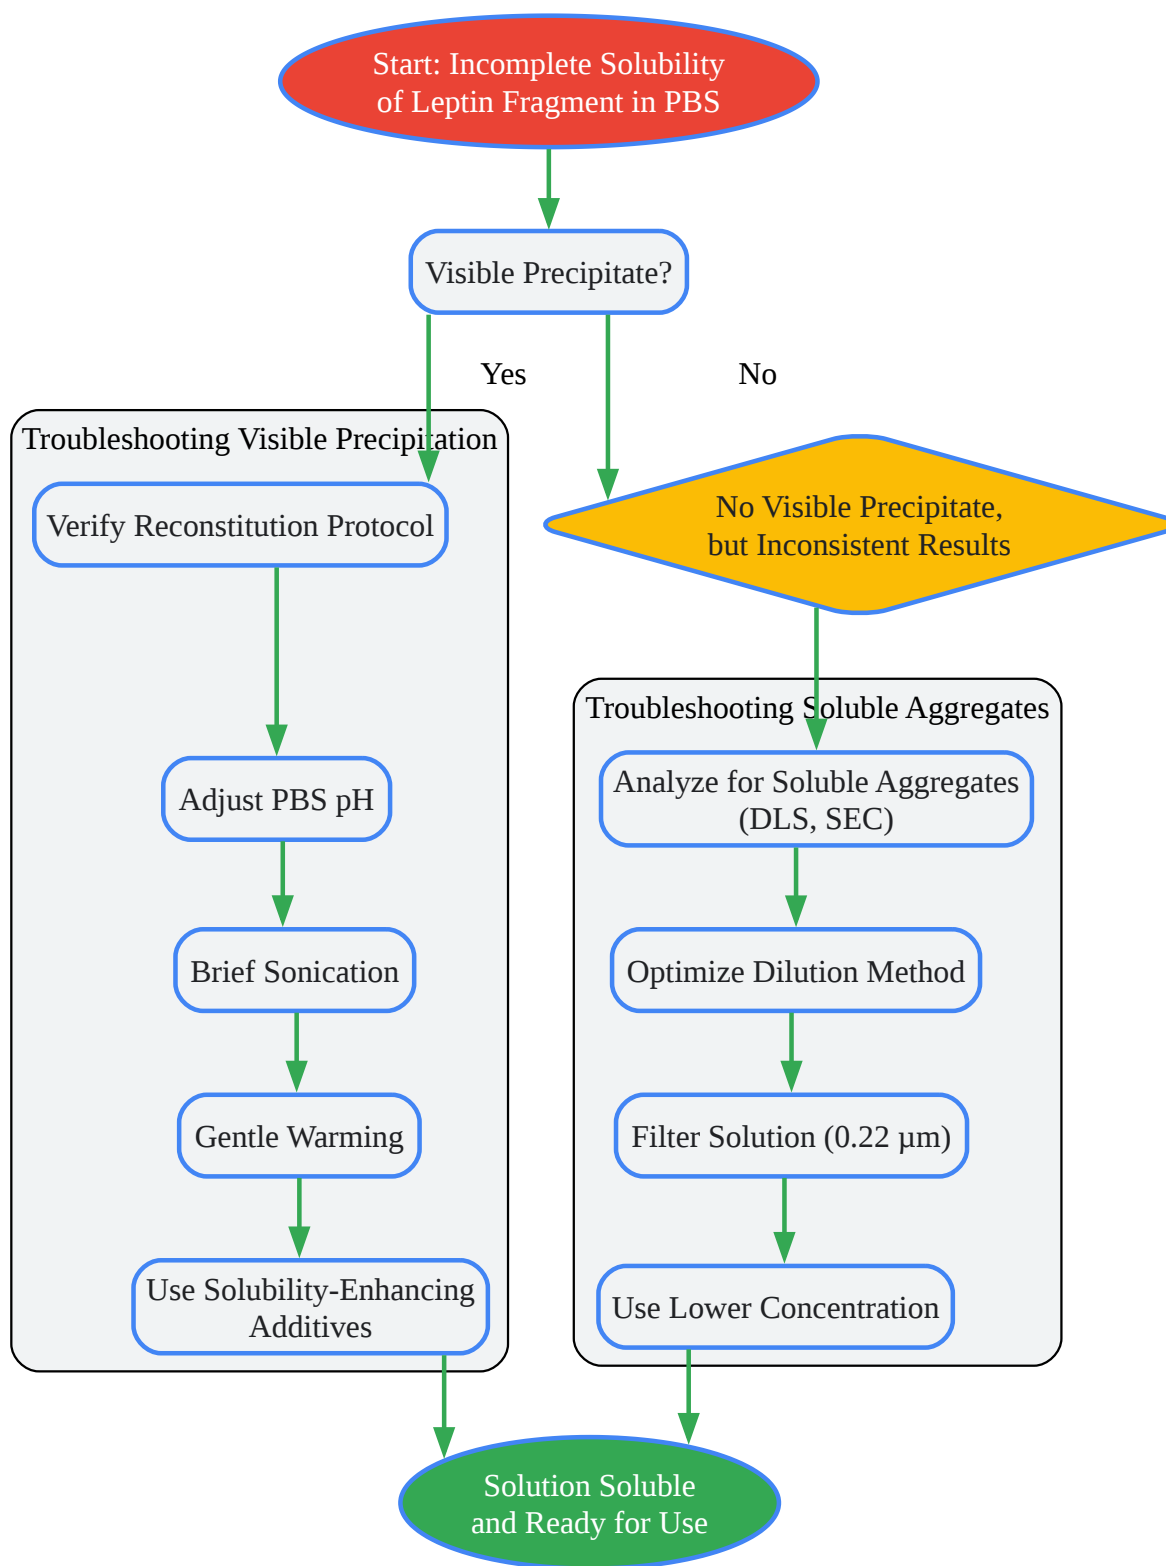 Start: Incomplete Solubility
of Leptin Fragment in PBS
Visible Precipitate?
Yes
No
Troubleshooting Visible Precipitation
Verify Reconstitution Protocol
Adjust PBS pH
Brief Sonication
Gentle Warming
Use Solubility-Enhancing
Additives
No Visible Precipitate,
but Inconsistent Results
Troubleshooting Soluble Aggregates
Analyze for Soluble Aggregates
(DLS, SEC)
Optimize Dilution Method
Filter Solution (0.22 µm)
Use Lower Concentration
Solution Soluble
and Ready for Use